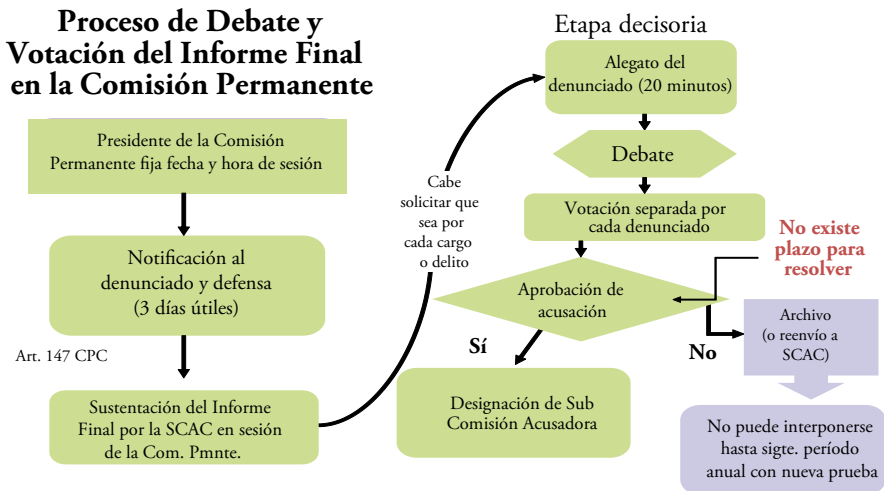 Proceso de Debate y
Votación del Informe Final
en la Comisión Permanente
Presidente de la Comisión
Permanente fija fecha y hora de sesión
Notificación al
denunciado y defensa
(3 días útiles)
Art. 147 CPC
Sustentación del Informe
Final por la SCAC en sesión
de la Com. Pmnte.
Cabe
solicitar que
sea por
cada cargo
o delito
Etapa decisoria
Alegato del
denunciado (20 minutos)
Debate
Votación separada por
cada denunciado
No existe
plazo para
resolver
Aprobación de
acusación
Sí
No
Designación de Sub
Comisión Acusadora
Archivo
(o reenvío a
SCAC)
No puede interponerse
hasta sigte. período
anual con nueva prueba